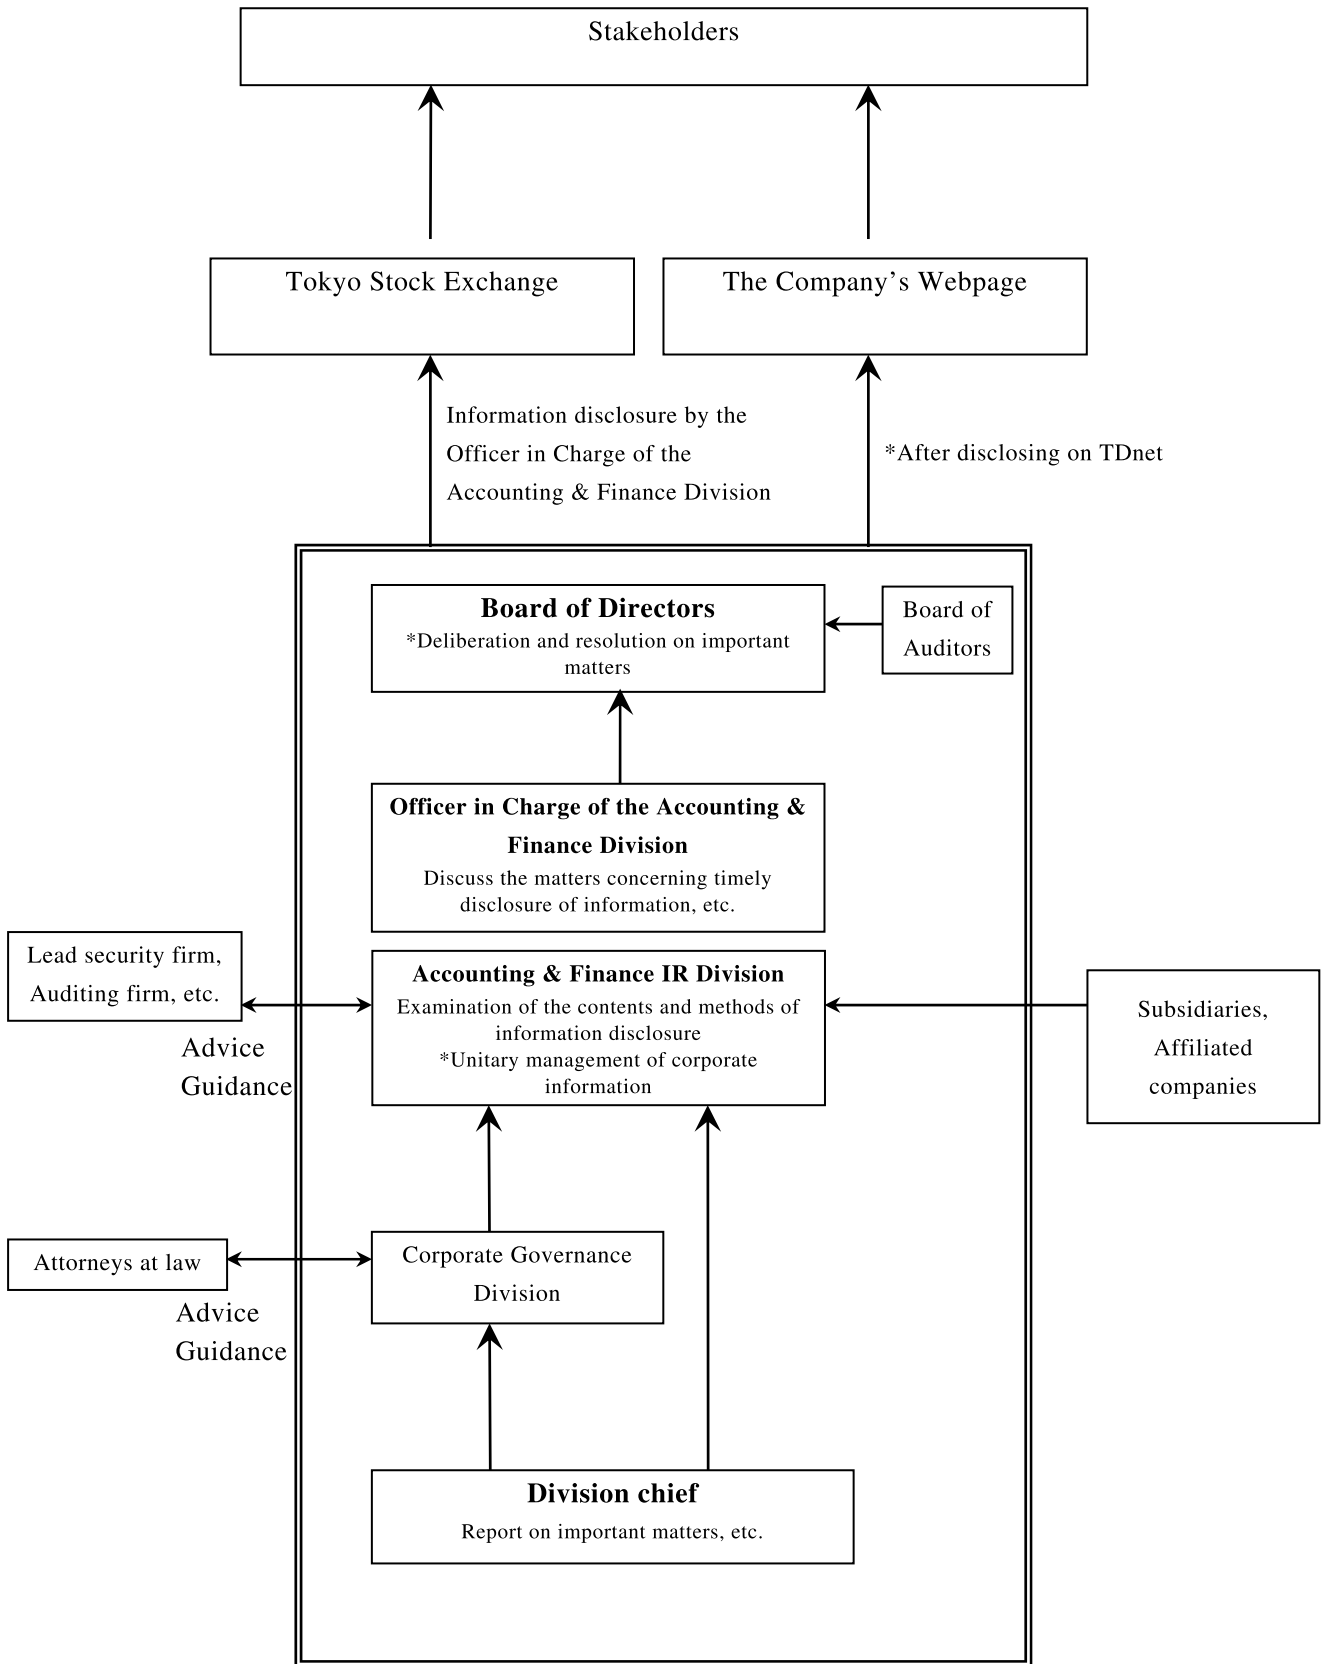 Stakeholders
Tokyo Stock Exchange
The Company’s Webpage
Information disclosure by the
Officer in Charge of the
Accounting & Finance Division
*After disclosing on TDnet
Board of Directors
*Deliberation and resolution on important
matters
Board of
Auditors
Officer in Charge of the Accounting &
Finance Division
Discuss the matters concerning timely
disclosure of information, etc.
Lead security firm,
Auditing firm, etc.
Advice
Guidance
Accounting & Finance IR Division
Examination of the contents and methods of
information disclosure
*Unitary management of corporate
information
Subsidiaries,
Affiliated
companies
Attorneys at law
Advice
Guidance
Corporate Governance
Division
Division chief
Report on important matters, etc.